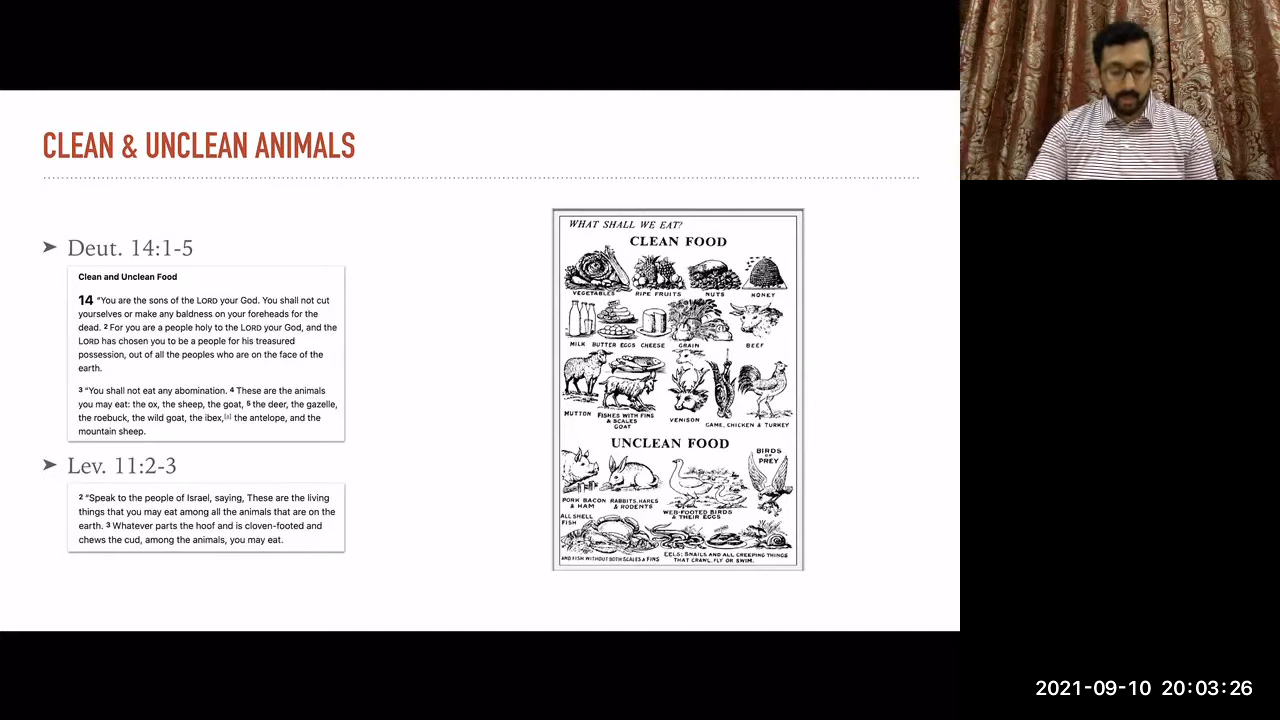 CLEAN & UNCLEAN ANIMALS
➤ Deut. 14:1-5
Clean and Unclean Food
14 “You are the sons of the LORD your God. You shall not cut
yourselves or make any baldness on your foreheads for the
dead. 2 For you are a people holy to the LORD your God, and the
LORD has chosen you to be a people for his treasured
possession, out of all the peoples who are on the face of the
earth.
3 “You shall not eat any abomination. 4 These are the animals
you may eat: the ox, the sheep, the goat, 5 the deer, the gazelle,
the roebuck, the wild goat, the ibex,[a] the antelope, and the
mountain sheep.
➤ Lev. 11:2-3
2 “Speak to the people of Israel, saying, These are the living
things that you may eat among all the animals that are on the
earth. 3 Whatever parts the hoof and is cloven-footed and
chews the cud, among the animals, you may eat.
WHAT SHALL WE EAT?
CLEAN FOOD
VEGETABLES RIPE FRUITS NUTS HONEY
MILK BUTTER EGGS CHEESE GRAIN BEEF
MUTTON FISHES WITH FINS
& SCALES
GOAT
VENISON GAME, CHICKEN & TURKEY
UNCLEAN FOOD
BIRDS
OF
PREY
PORK BACON
& HAM
RABBITS, HARES
& RODENTS
WEB-FOOTED BIRDS
& THEIR EGGS
ALL SHELL
FISH
AND FISH WITHOUT BOTH SCALES & FINS
EELS; SNAILS AND ALL CREEPING THINGS
THAT CRAWL, FLY OR SWIM.
2021-09-10 20:03:26